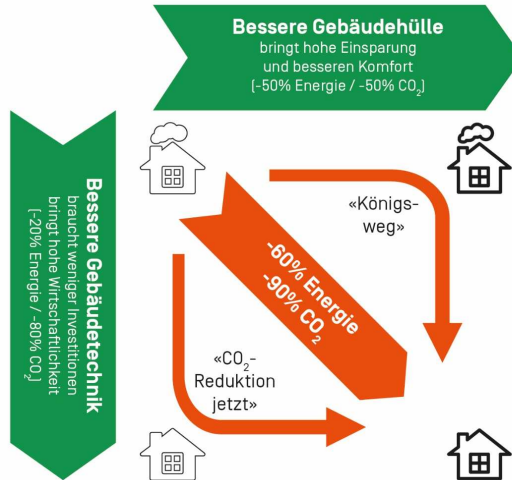 Bessere Gebäudehülle
bringt hohe Einsparung
und besseren Komfort
(-50% Energie / -50% CO₂)
Bessere Gebäudetechnik
braucht weniger Investitionen
bringt hohe Wirtschaftlichkeit
(-20% Energie / -80% CO₂)
«Königs-
weg»
-60% Energie
-90% CO₂
«CO₂-
Reduktion
jetzt»